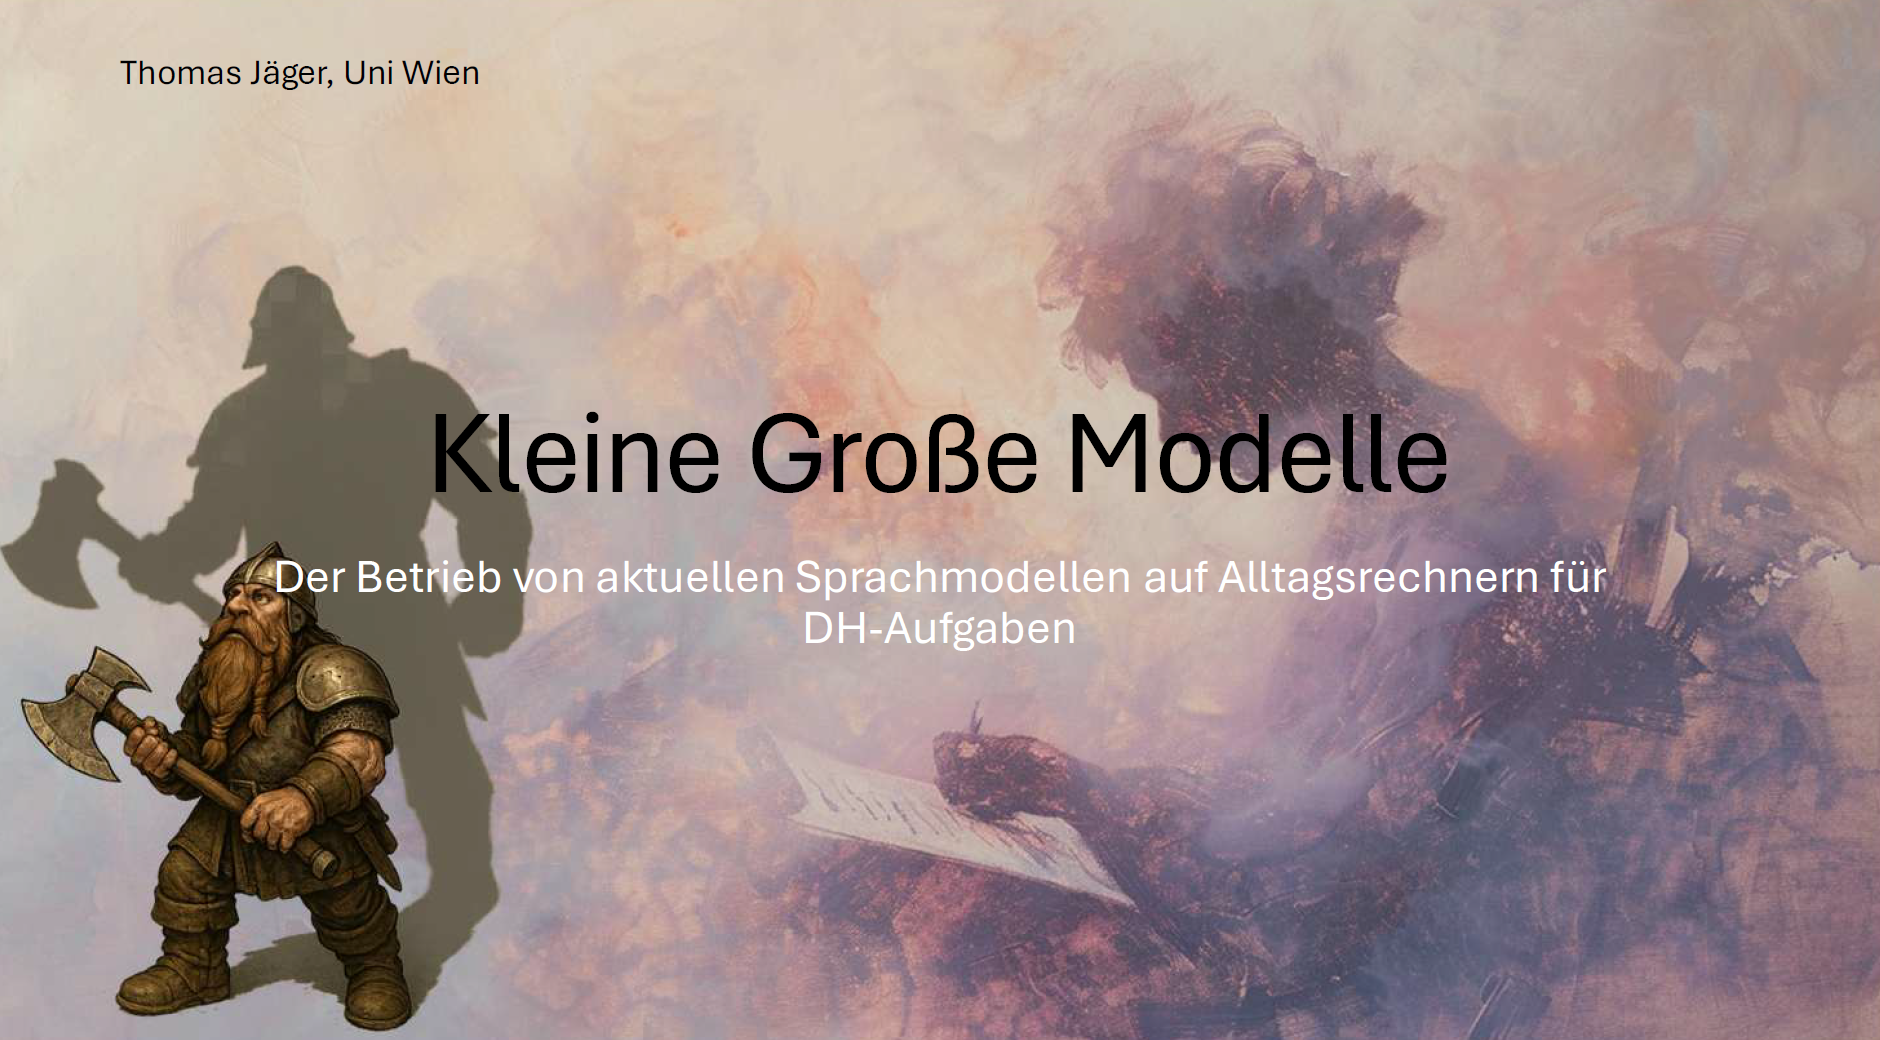 Thomas Jäger, Uni Wien
Kleine Große Modelle
Der Betrieb von aktuellen Sprachmodellen auf Alltagsrechnern für
DH-Aufgaben